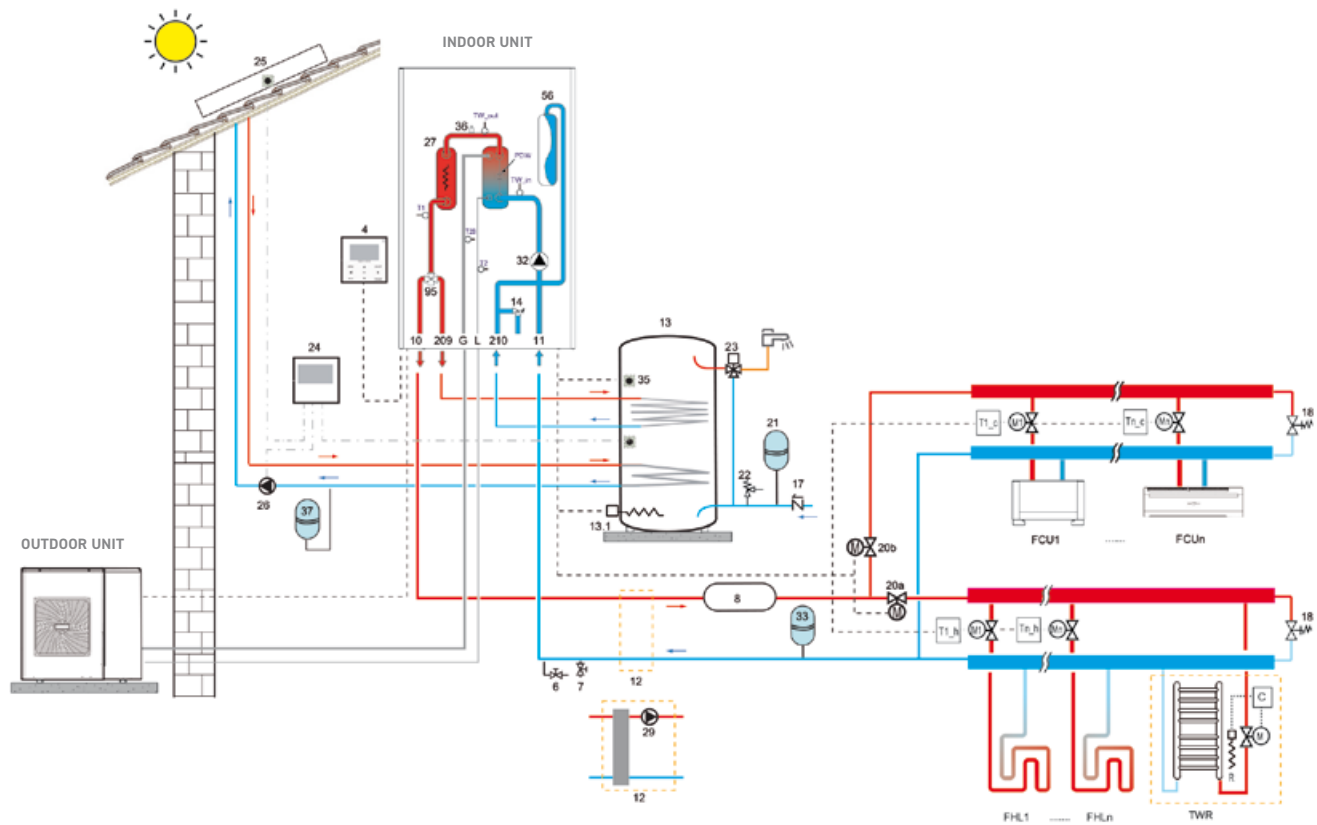 INDOOR UNIT
25
56
36
TW_out
27
TW_in
T1
4
T2B
T2
32
95
14
10 209 G L 210 11
13
23
24
35
18
T1_c M1 Tn_c Mn
21
22 17
26 37
13.1
FCU1 ........ FCUn
OUTDOOR UNIT
M 20b
20a
8
M
33
18
T1_h M1 Tn_h Mn
6 7 12
C
M
29
12
FHL1 ........ FHLn
TWR